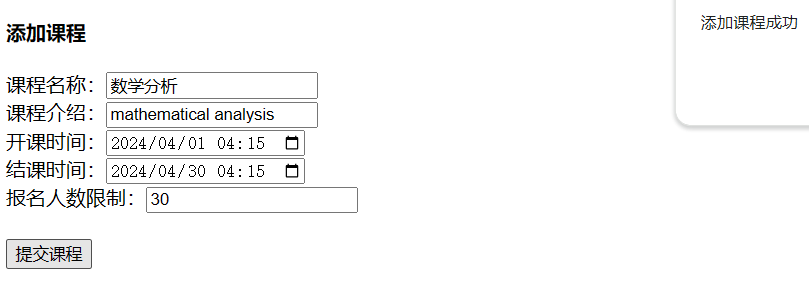 添加课程
添加课程成功
课程名称：数学分析
课程介绍：mathematical analysis
开课时间：2024/04/01 04:15
结课时间：2024/04/30 04:15
报名人数限制：30
提交课程